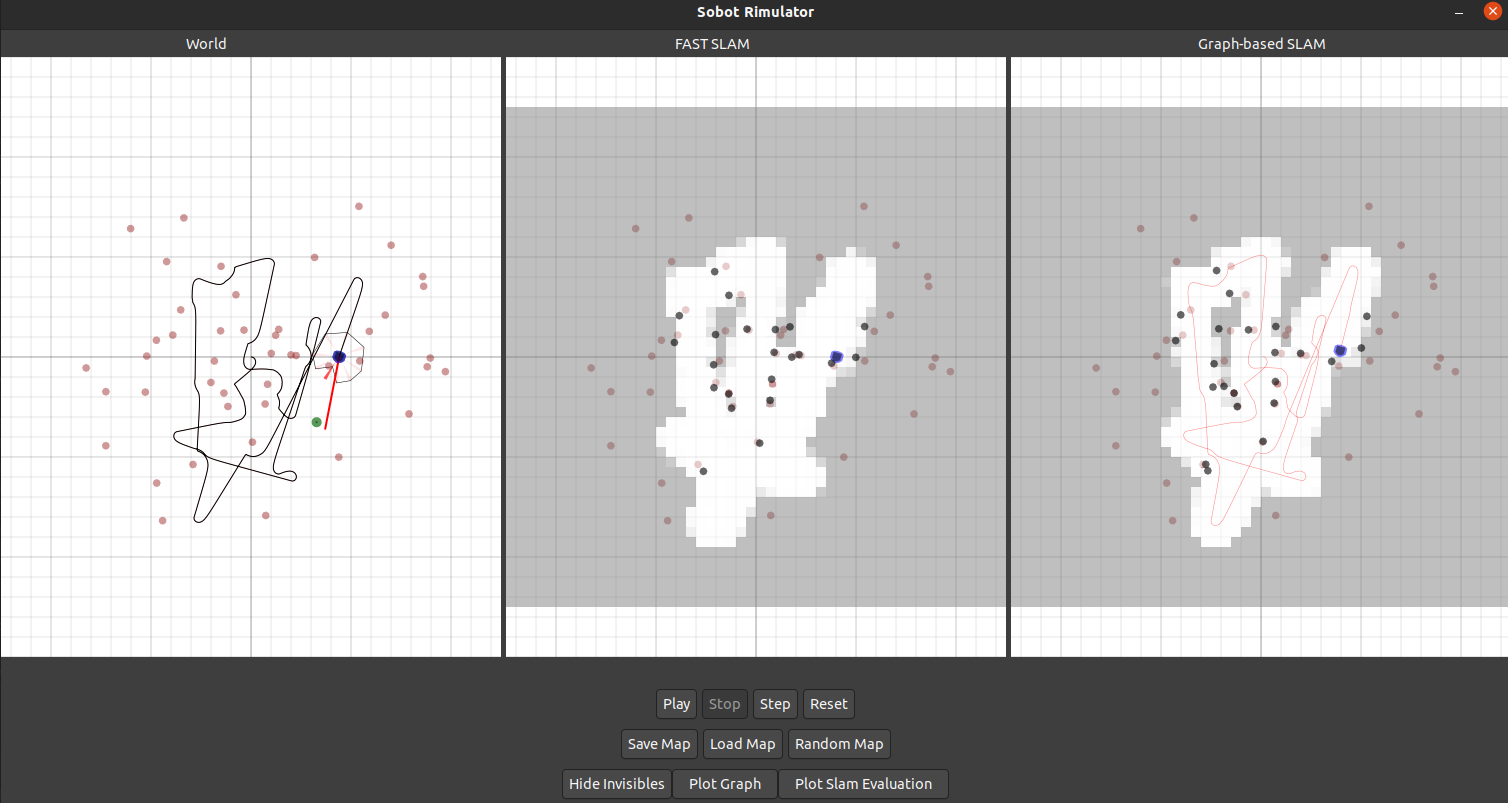 Sobot Rimulator
World FAST SLAM Graph-based SLAM
Play Stop Step Reset
Save Map Load Map Random Map
Hide Invisibles Plot Graph Plot Slam Evaluation